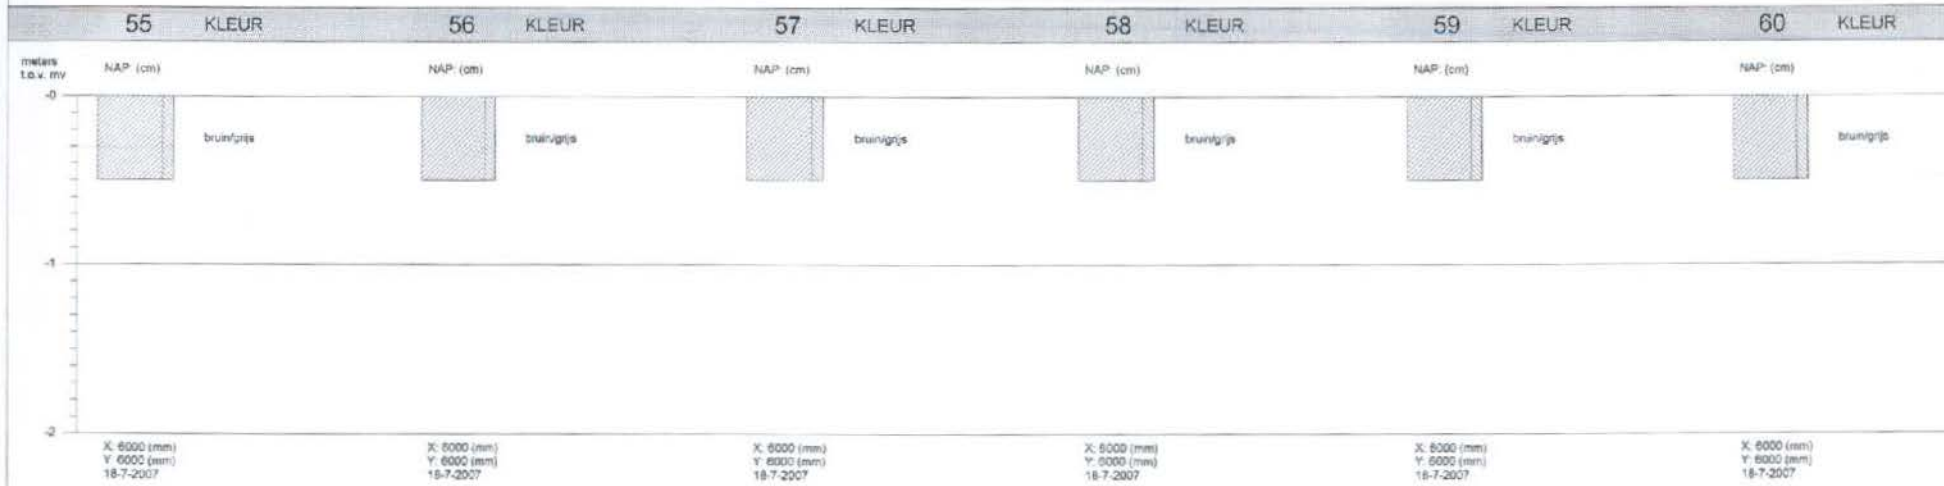 55 KLEUR 56 KLEUR 57 KLEUR 58 KLEUR 59 KLEUR 60 KLEUR
meters
t.o.v. mv
NAP: (cm) NAP: (cm) NAP: (cm) NAP: (cm) NAP: (cm) NAP: (cm)
-0
bruin/grijs bruin/grijs bruin/grijs bruin/grijs bruin/grijs bruin/grijs
-1
-2
X: 6000 (mm) X: 6000 (mm) X: 6000 (mm) X: 6000 (mm) X: 6000 (mm) X: 6000 (mm)
Y: 6000 (mm) Y: 6000 (mm) Y: 6000 (mm) Y: 6000 (mm) Y: 6000 (mm) Y: 6000 (mm)
18-7-2007 18-7-2007 18-7-2007 18-7-2007 18-7-2007 18-7-2007